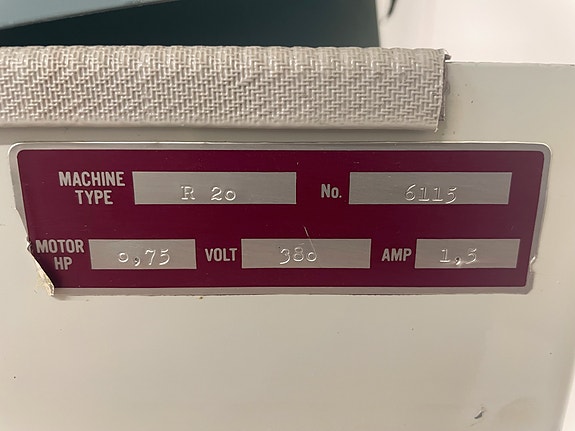 MACHINE TYPE R 20 No. 6115
MOTOR HP 0,75 VOLT 380 AMP 1,5